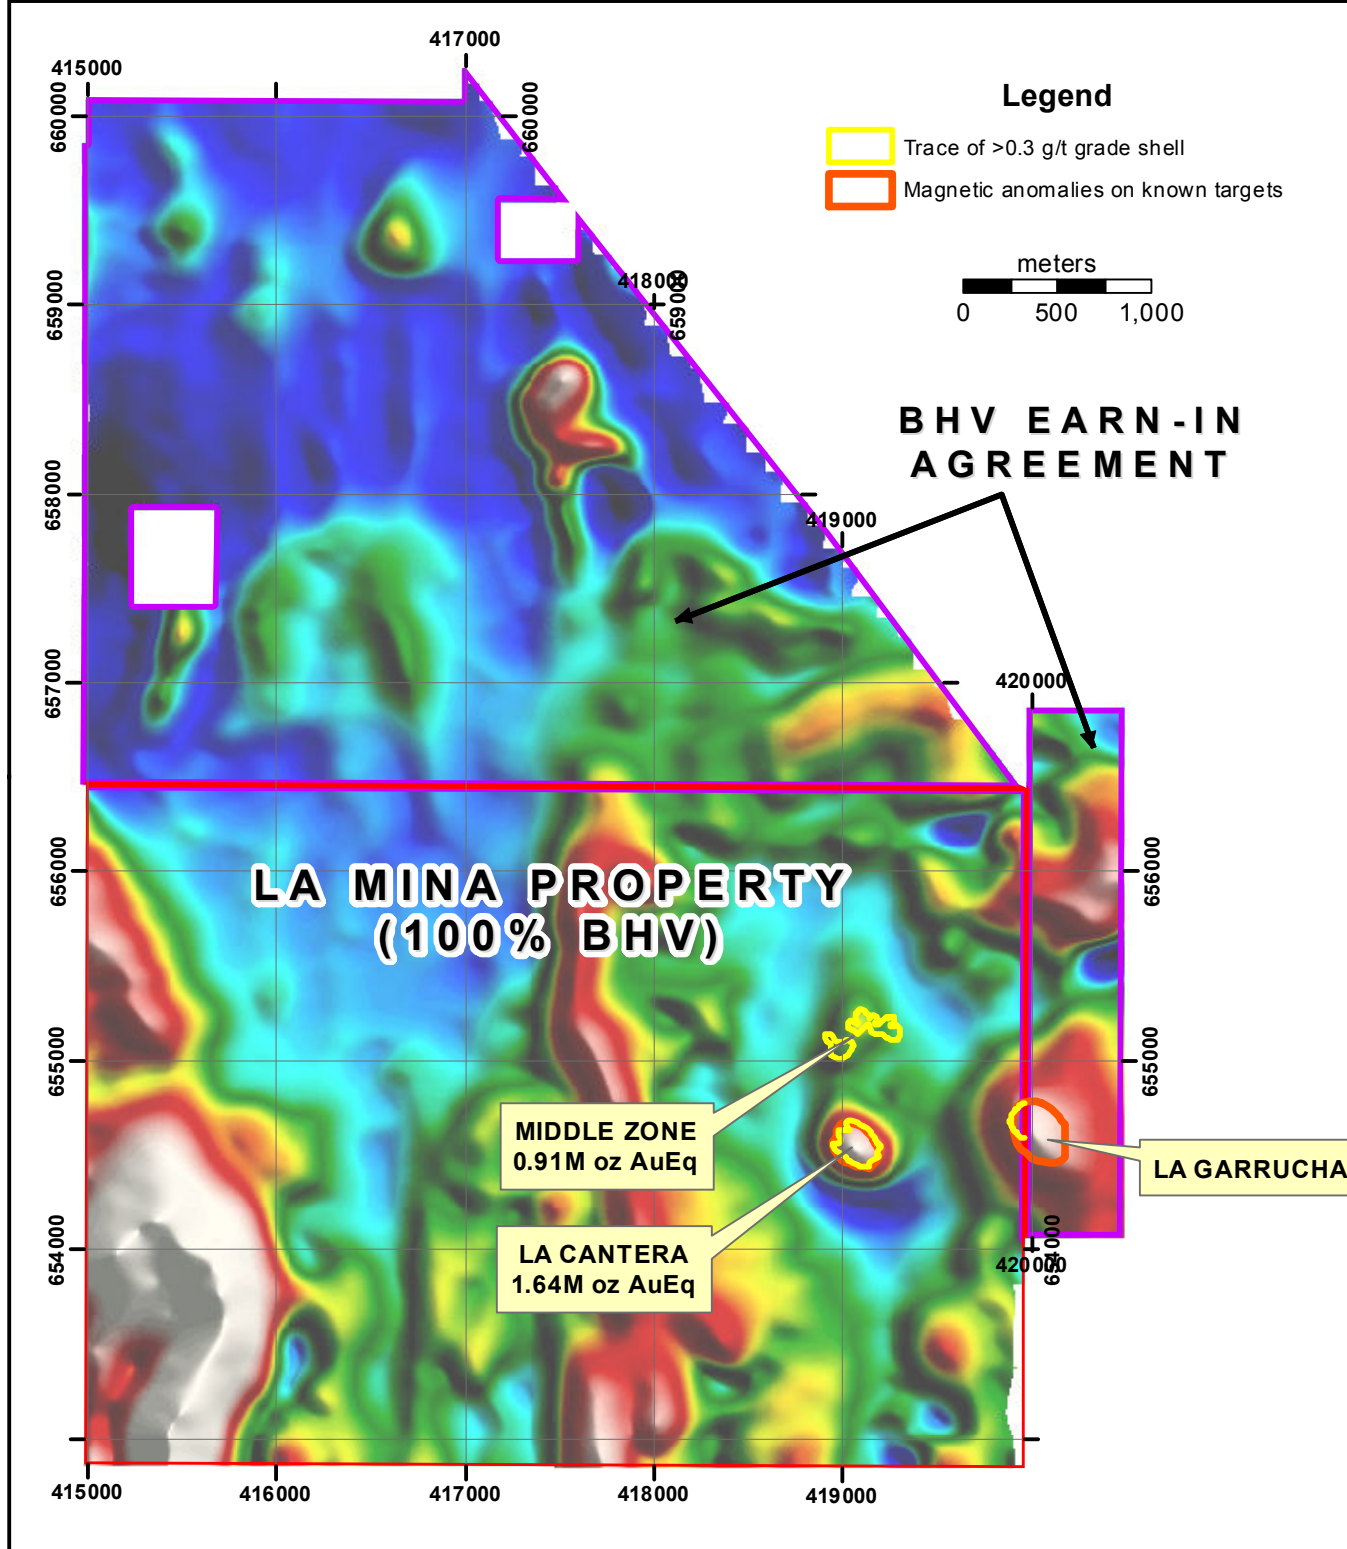 417000
415000
660000
660000
Legend
Trace of >0.3 g/t grade shell
Magnetic anomalies on known targets
meters
0 500 1,000
418000
659000
659000
BHV EARN-IN
AGREEMENT
658000
419000
657000
420000
LA MINA PROPERTY
(100% BHV)
656000
656000
655000
655000
MIDDLE ZONE
0.91M oz AuEq
LA GARRUCHA
LA CANTERA
1.64M oz AuEq
654000
654000
420000
415000 416000 417000 418000 419000